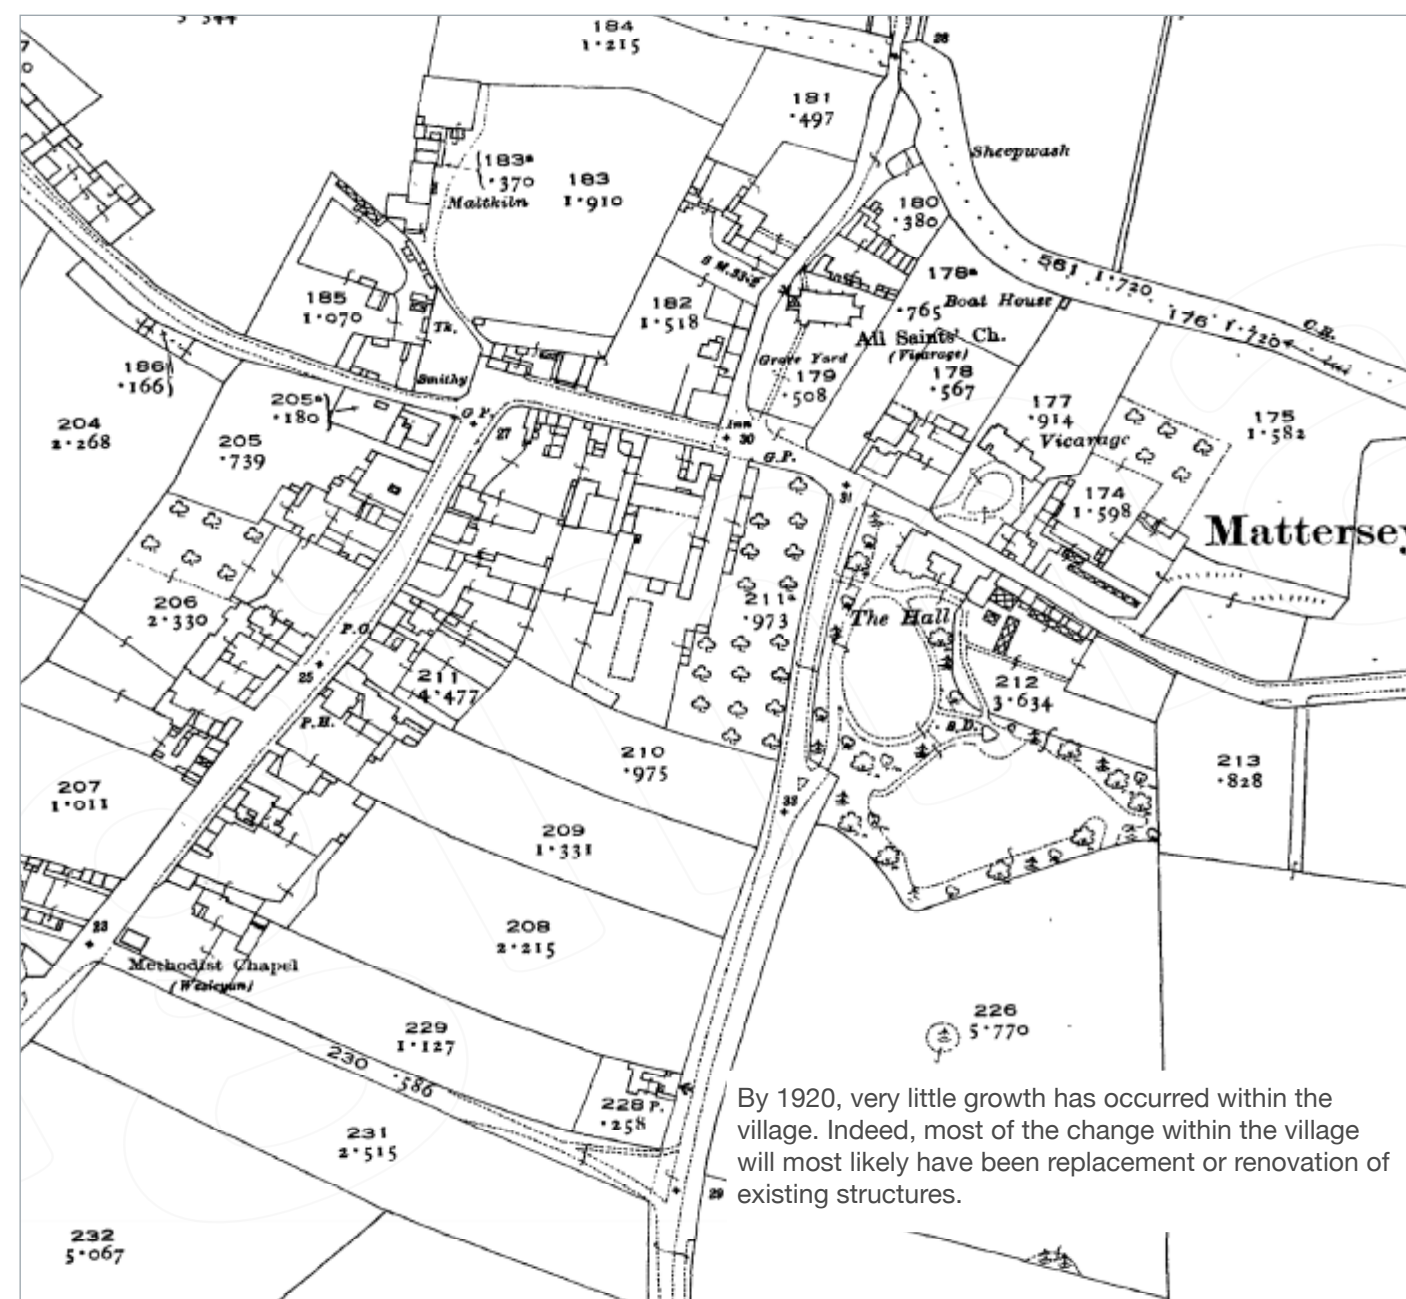 184
1·215
28
181
·497
Sheepwash
183a
·370
183
1·910
Maltkiln
180
·380
561 1·720
B.M.33·2
178a
·765
Boat House
185
1·070
182
1·518
176
C.R.
Tk.
All Saints' Ch.
(Vicarage)
Grave Yard
179
·508
178
·567
186
·166
Smithy
205a
·180
177
·914
175
1·582
204
2·268
G.P.
27
Inn
30
Vicarage
205
·739
G.P.
31
174
1·598
Mattersey
206
2·330
211a
·973
The Hall
P.O.
25
211
4·477
212
3·634
P.H.
210
·975
213
·828
207
1·011
209
1·331
33
208
2·215
23
Methodist Chapel
(Wesleyan)
226
5·770
229
1·127
230
·586
228 P.
·258
231
2·515
29
232
5·067
By 1920, very little growth has occurred within the
village. Indeed, most of the change within the village
will most likely have been replacement or renovation of
existing structures.